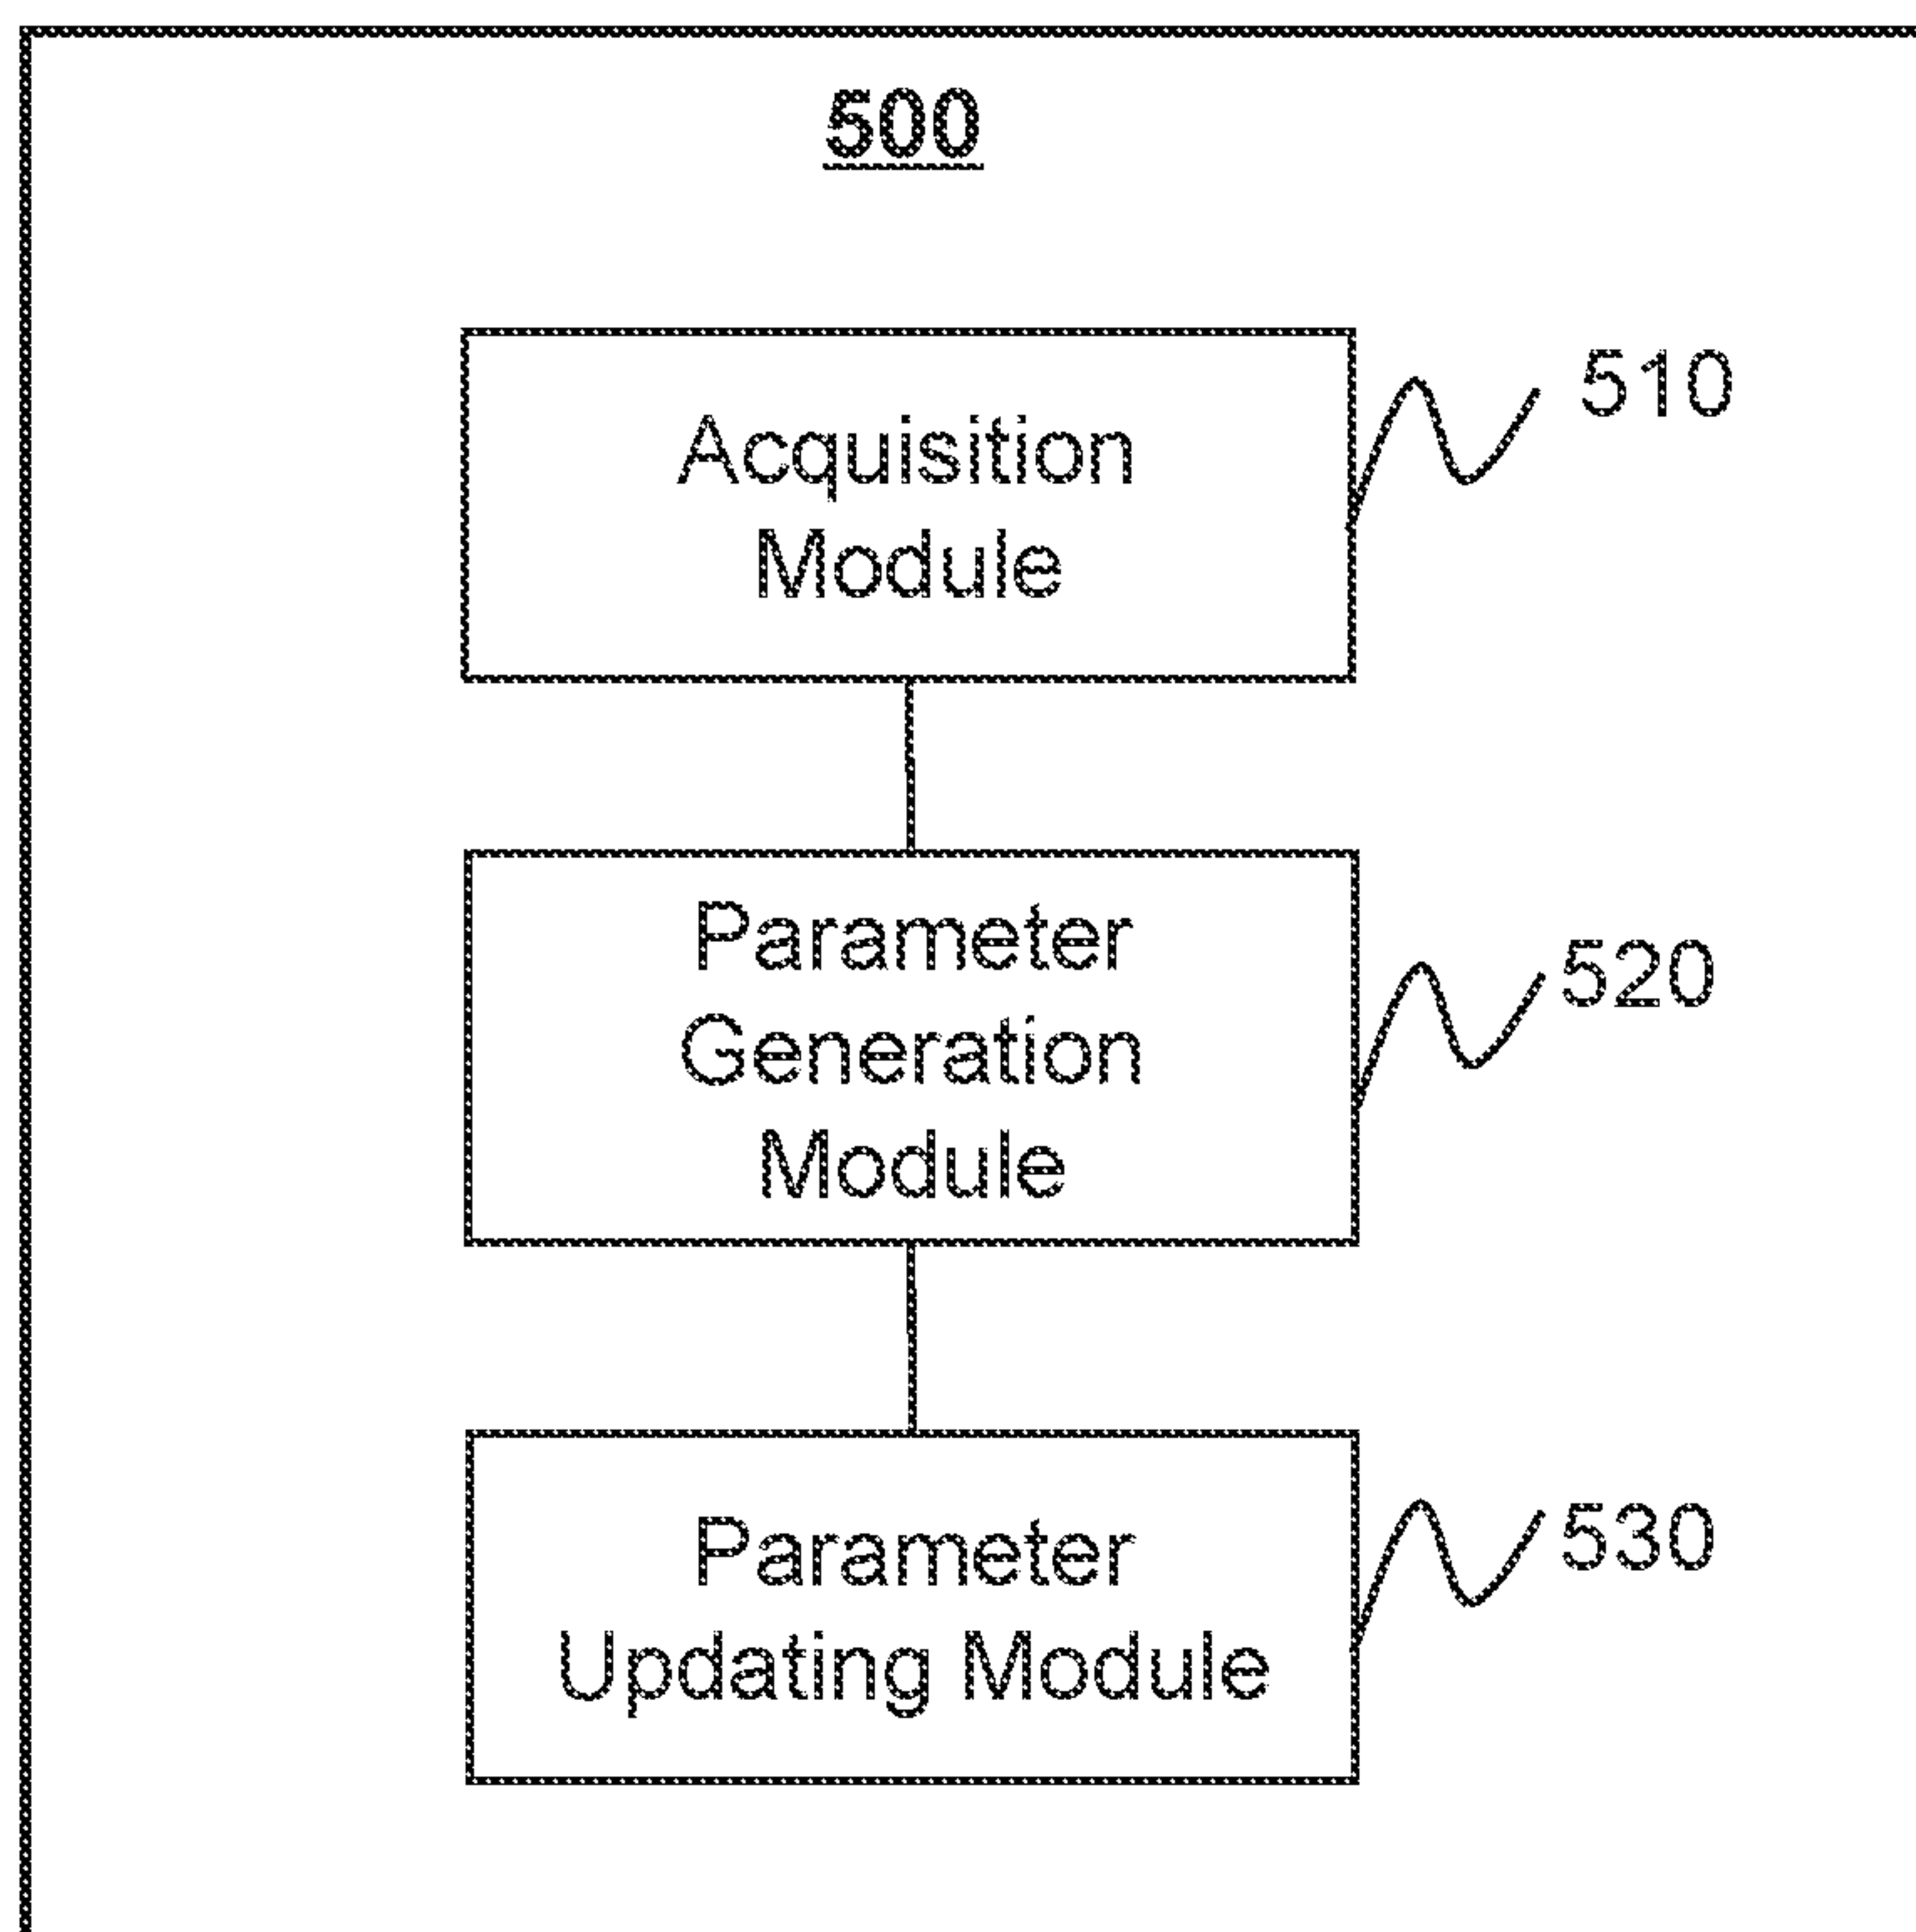 500
Acquisition
Module
510
Parameter
Generation
Module
520
Parameter
Updating Module
530